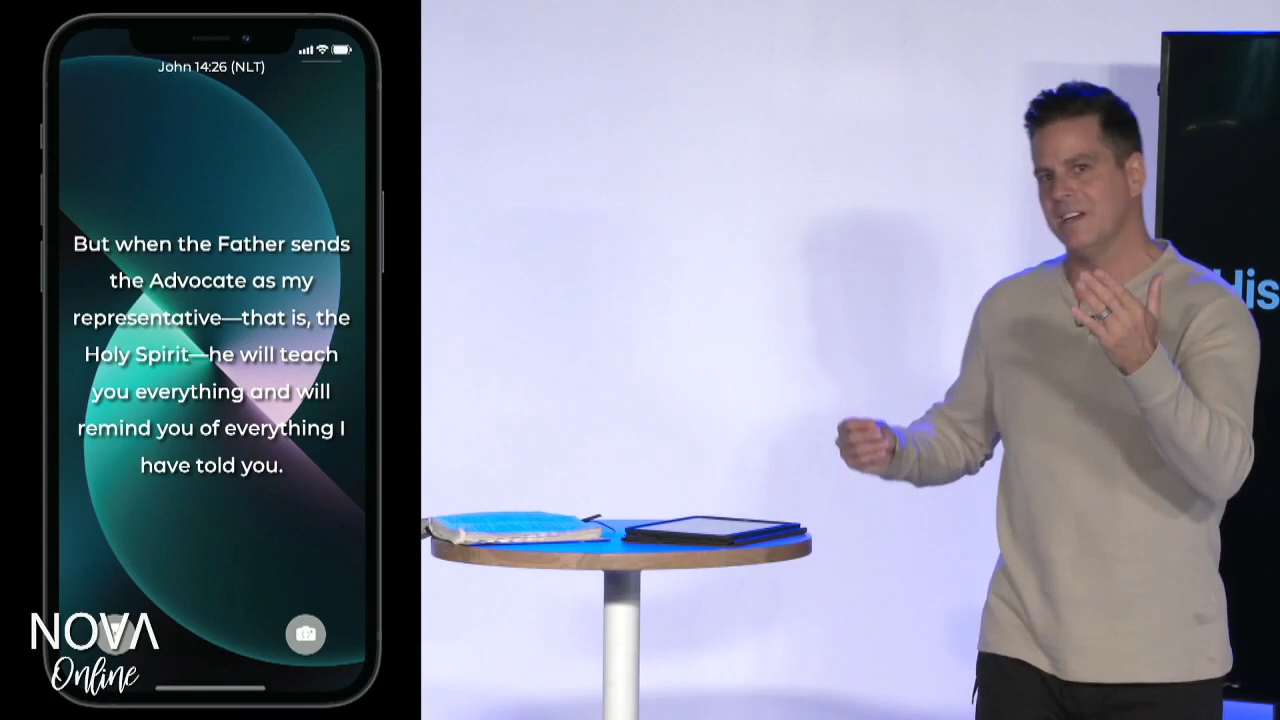 John 14:26 (NLT)
But when the Father sends
the Advocate as my
representative—that is, the
Holy Spirit—he will teach
you everything and will
remind you of everything I
have told you.
NOVA
Online
His